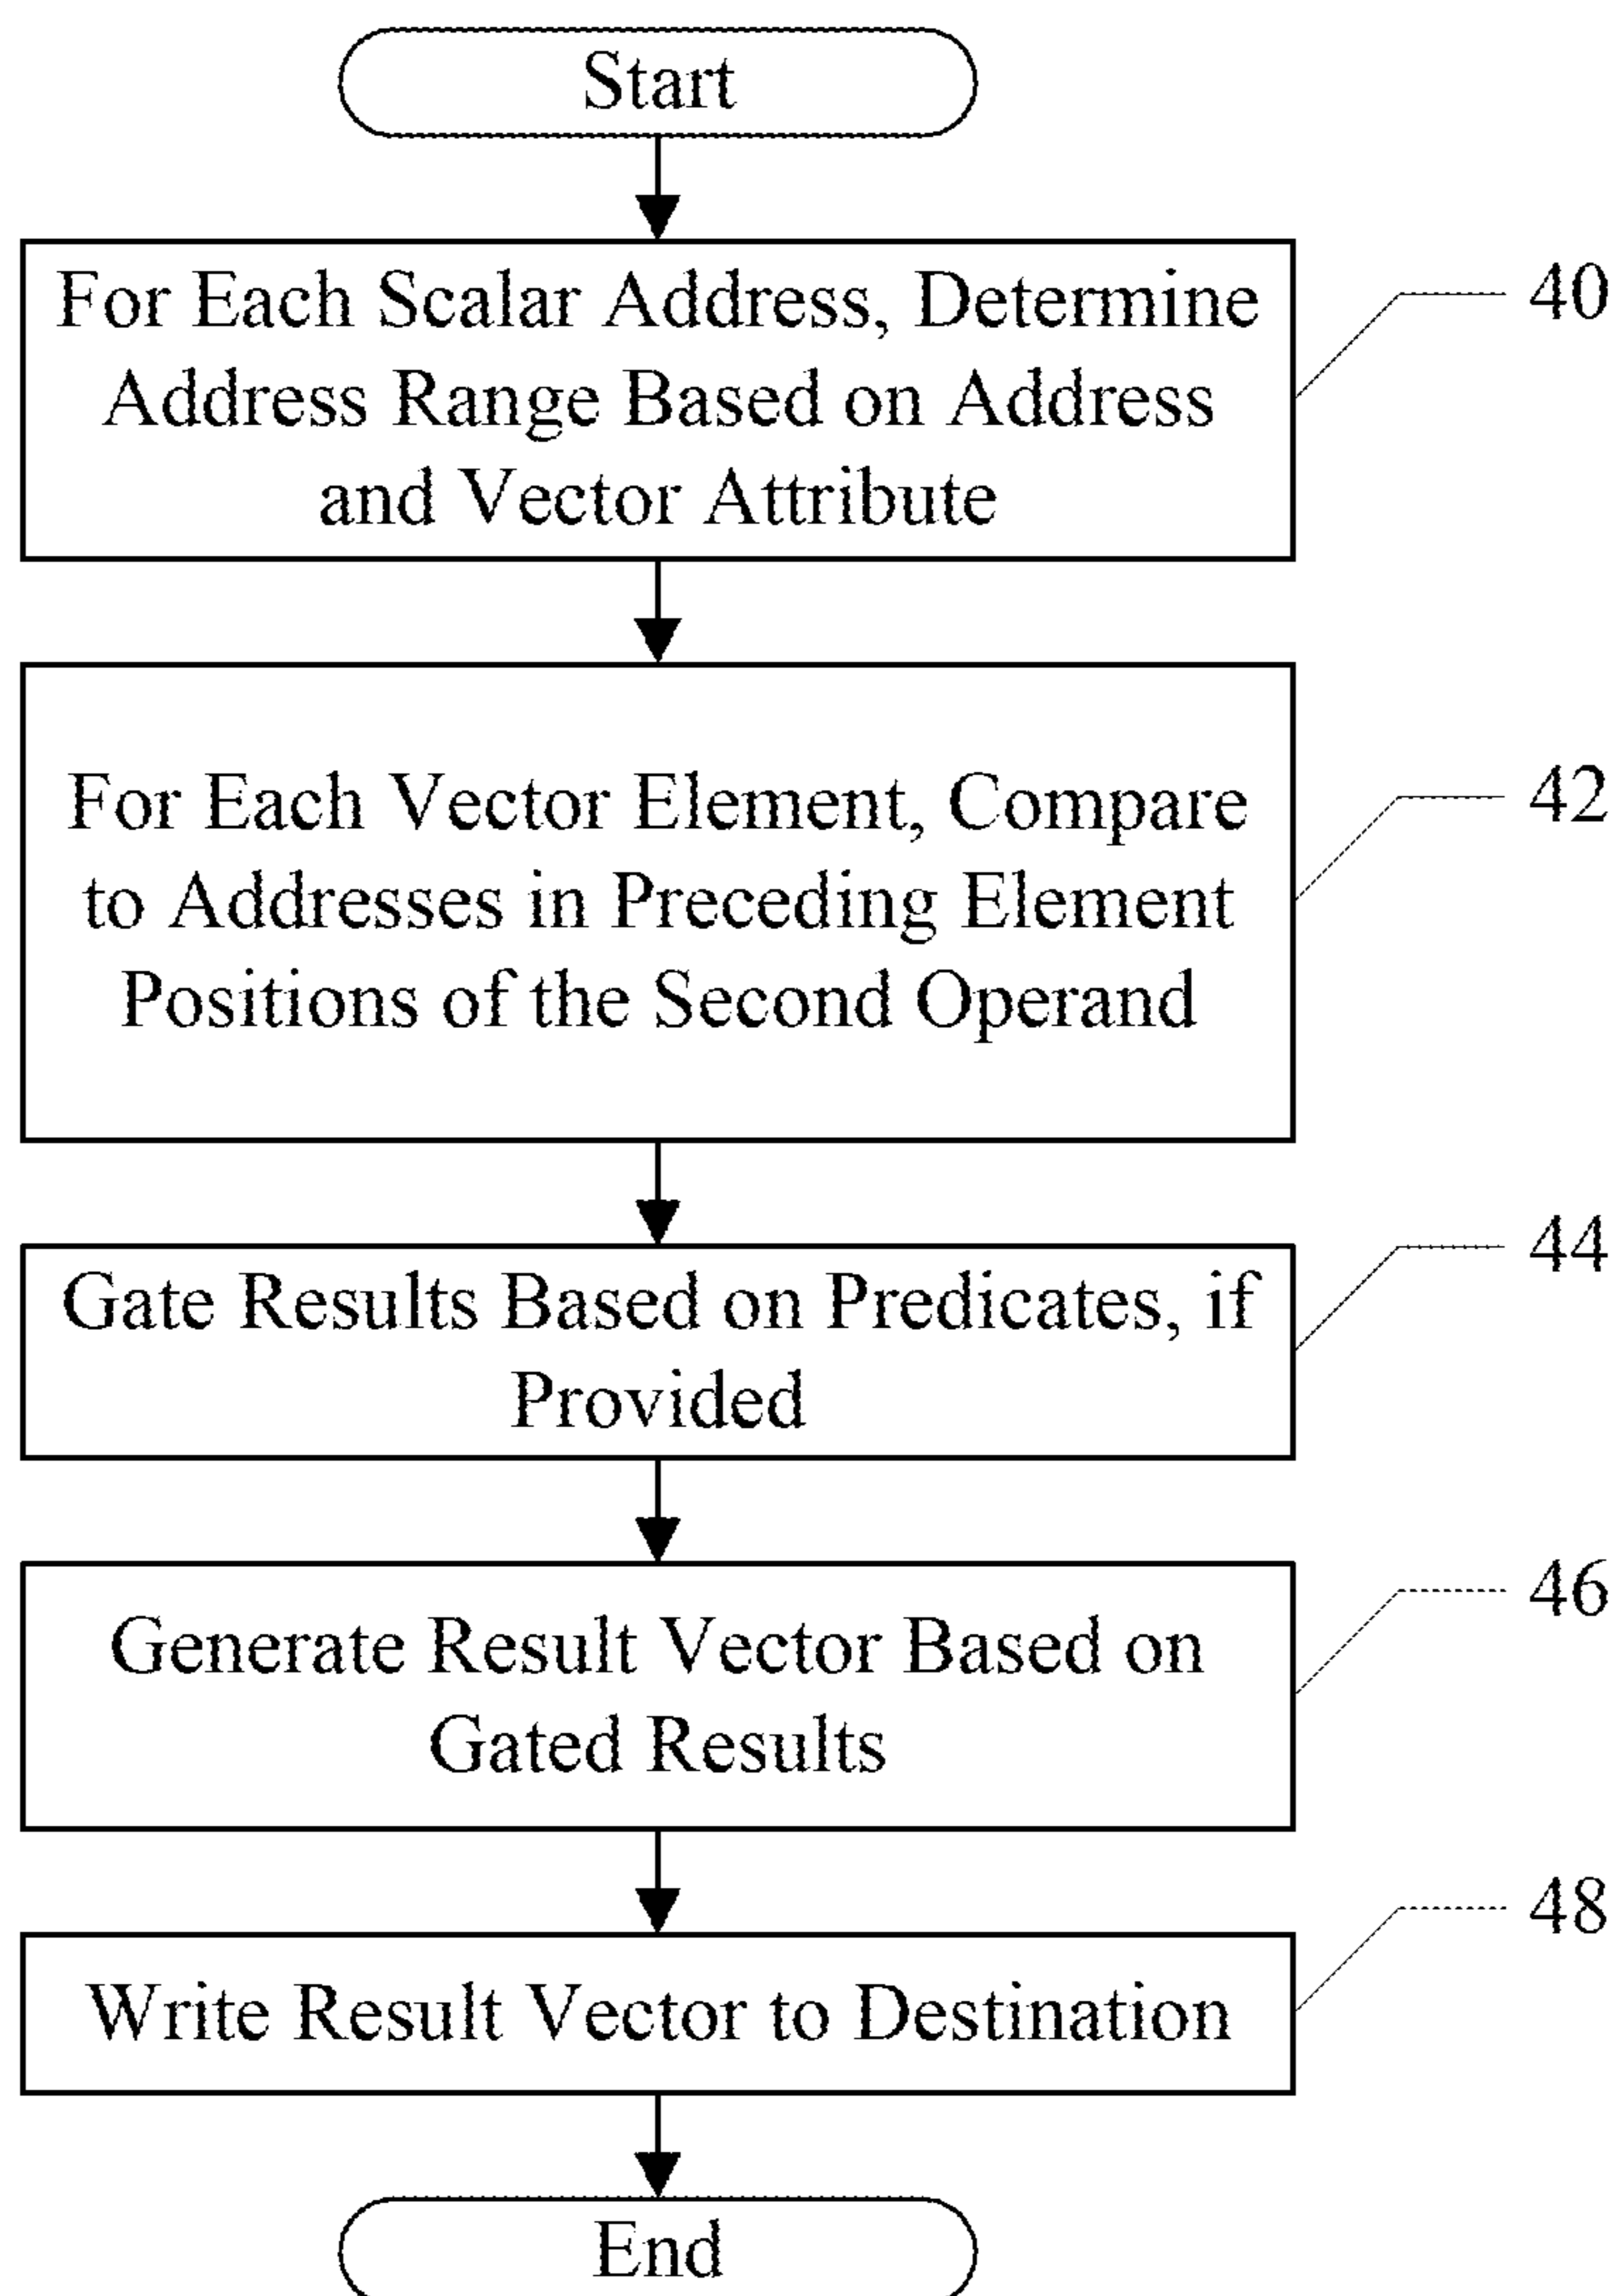 Start
For Each Scalar Address, Determine
Address Range Based on Address
and Vector Attribute
40
For Each Vector Element, Compare
to Addresses in Preceding Element
Positions of the Second Operand
42
Gate Results Based on Predicates, if
Provided
44
Generate Result Vector Based on
Gated Results
46
Write Result Vector to Destination
48
End